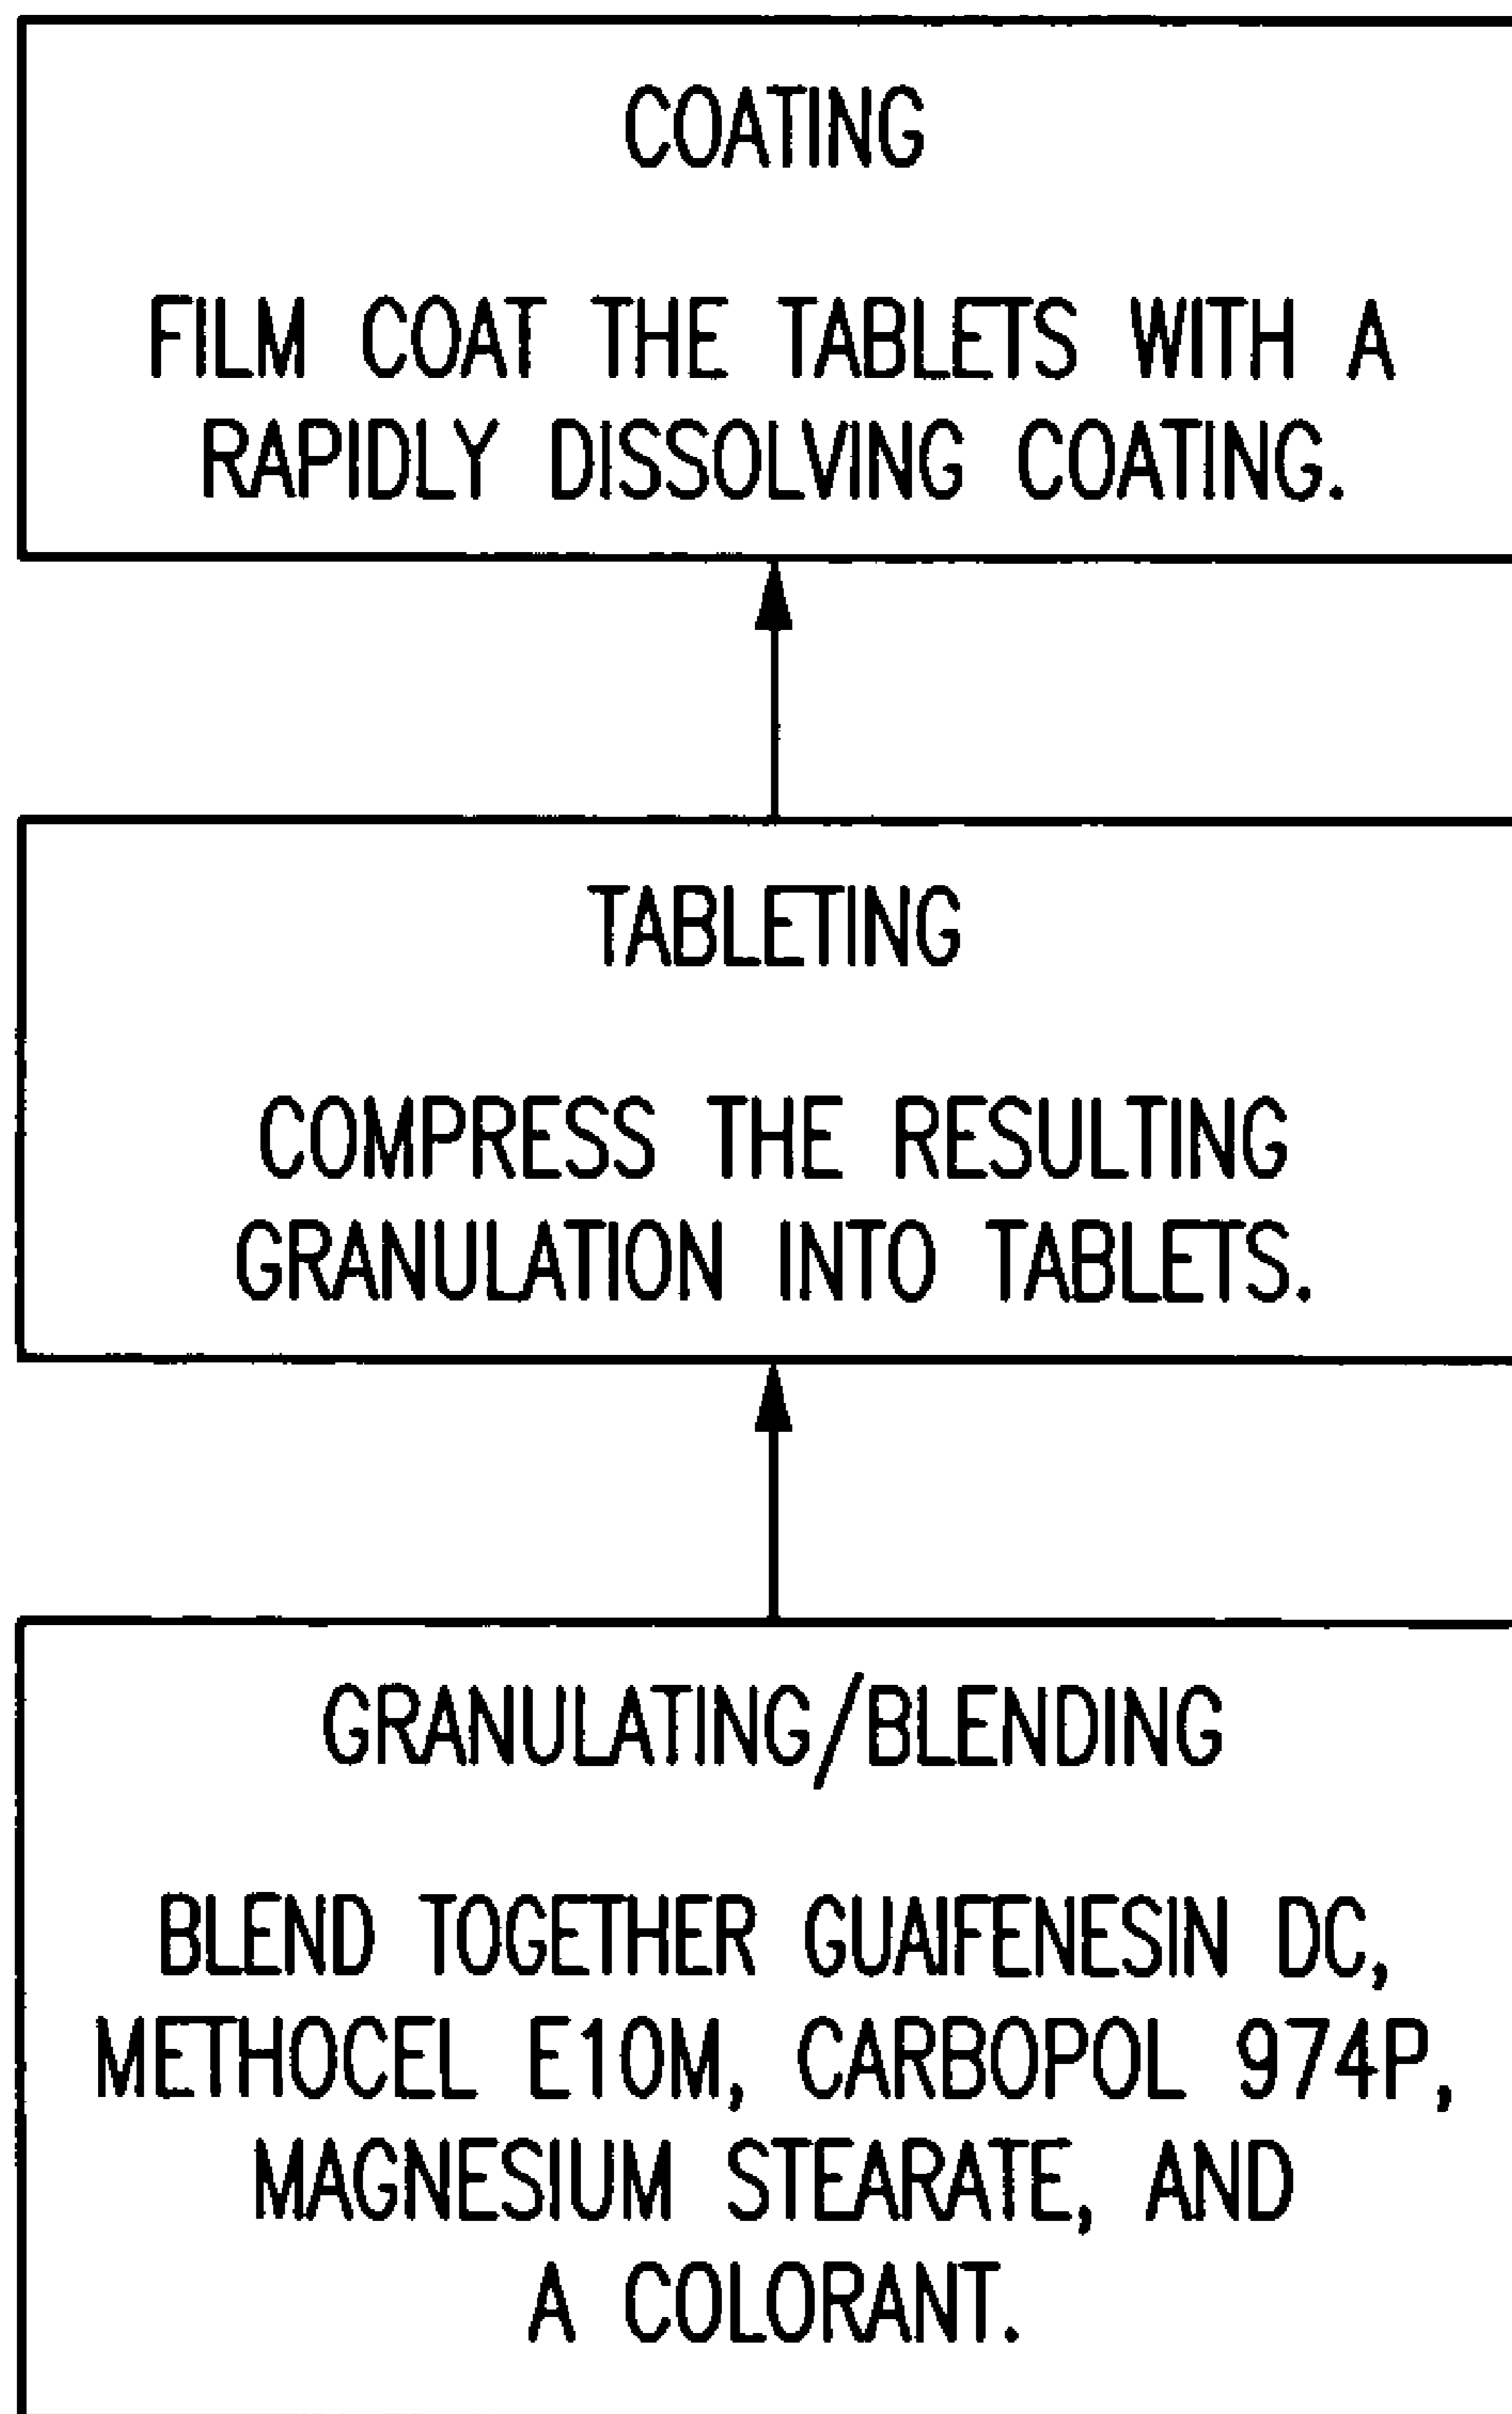 COATING
FILM COAT THE TABLETS WITH A
RAPIDLY DISSOLVING COATING.
TABLETING
COMPRESS THE RESULTING
GRANULATION INTO TABLETS.
GRANULATING/BLENDING
BLEND TOGETHER GUAIFENESIN DC,
METHOCEL E10M, CARBOPOL 974P,
MAGNESIUM STEARATE, AND
A COLORANT.